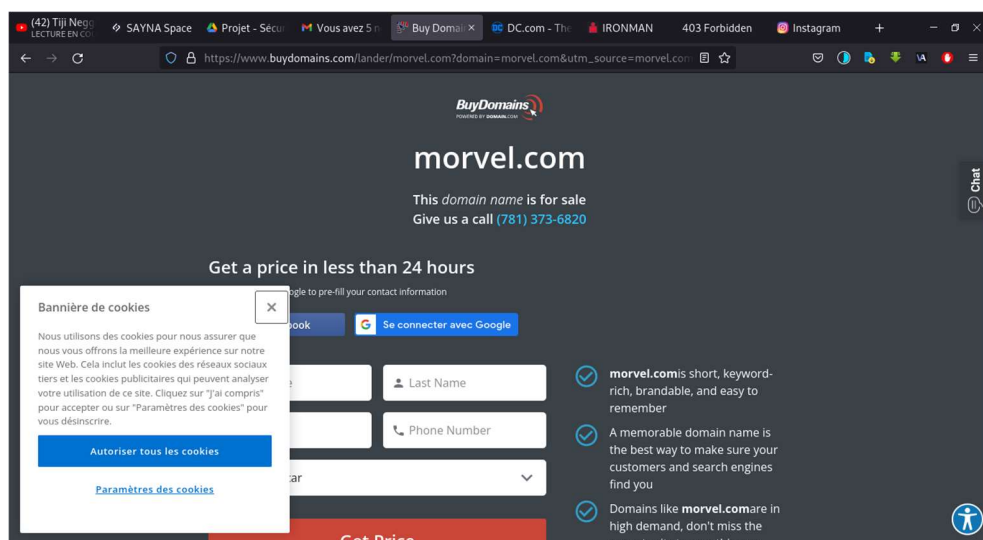 (42) Tiji Nego
LECTURE EN COU
SAYNA Space
Projet - Sécur
Vous avez 5 n
Buy Domain
DC.com - The
IRONMAN
403 Forbidden
Instagram
https://www.buydomains.com/lander/morvel.com?domain=morvel.com&utm_source=morvel.com
BuyDomains
POWERED BY DOMAIN.COM
morvel.com
This domain name is for sale
Give us a call (781) 373-6820
Chat
Get a price in less than 24 hours
ogle to pre-fill your contact information
book
Se connecter avec Google
Last Name
Phone Number
ar
Get Price
Bannière de cookies
Nous utilisons des cookies pour nous assurer que
nous vous offrons la meilleure expérience sur notre
site Web. Cela inclut les cookies des réseaux sociaux
tiers et les cookies publicitaires qui peuvent analyser
votre utilisation de ce site. Cliquez sur "J'ai compris"
pour accepter ou sur "Paramètres des cookies" pour
vous désinscrire.
Autoriser tous les cookies
Paramètres des cookies
morvel.comis short, keyword-
rich, brandable, and easy to
remember
A memorable domain name is
the best way to make sure your
customers and search engines
find you
Domains like morvel.comare in
high demand, don't miss the